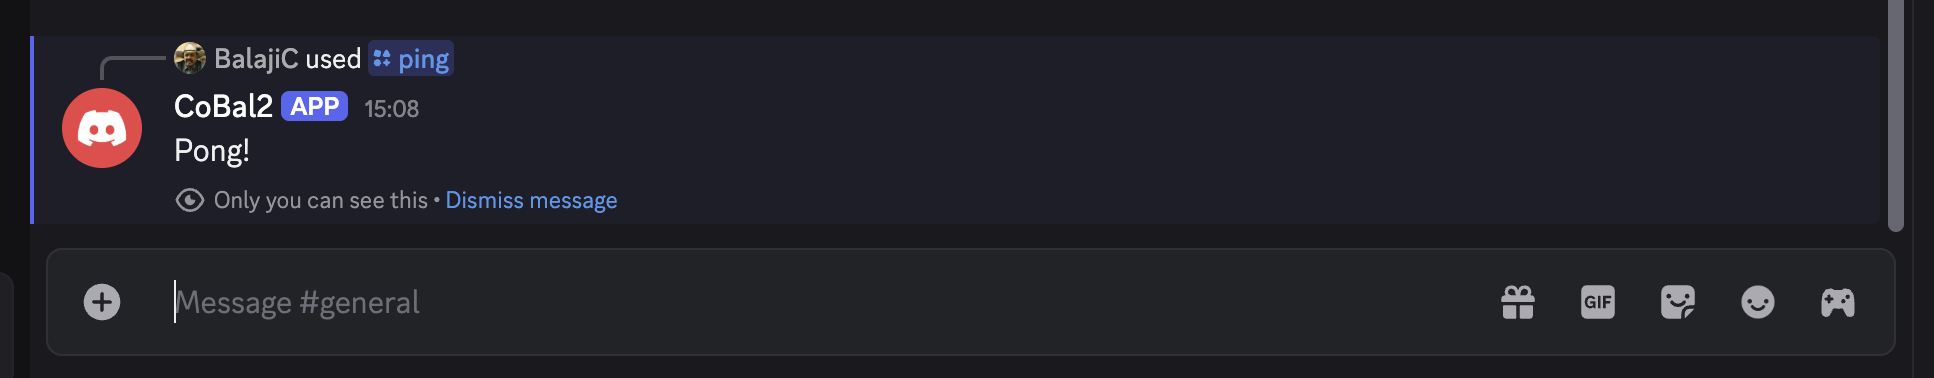 BalajiC used ping
CoBal2 APP 15:08
Pong!
Only you can see this • Dismiss message
Message #general
GIF